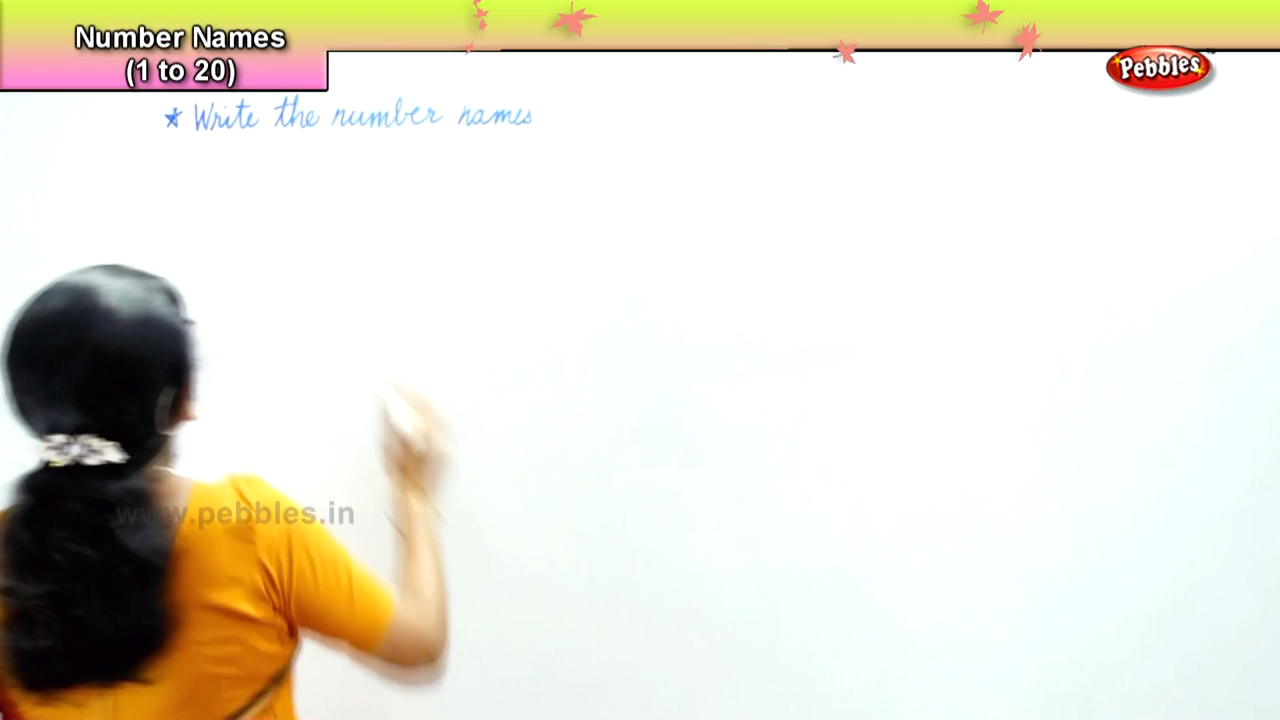 Number Names
(1 to 20)
Pebbles
★ Write the number names
www.pebbles.in